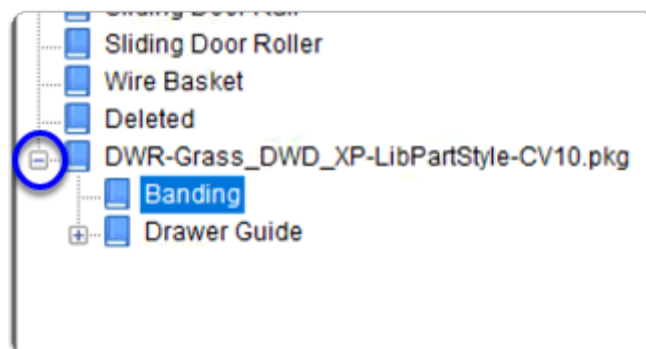 Sliding Door Roller
Wire Basket
Deleted
DWR-Grass_DWD_XP-LibPartStyle-CV10.pkg
Banding
Drawer Guide